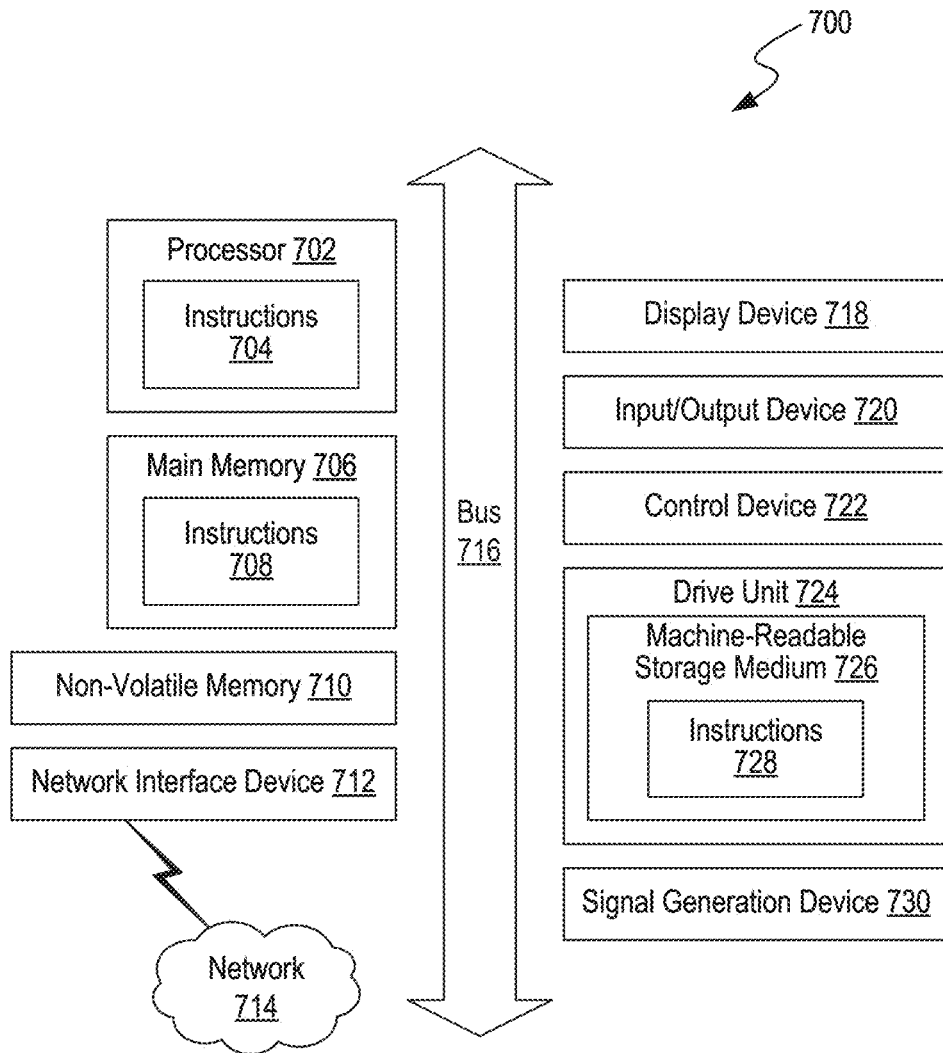 700
Processor 702
Instructions
704
Main Memory 706
Instructions
708
Non-Volatile Memory 710
Network Interface Device 712
Network
714
Bus
716
Display Device 718
Input/Output Device 720
Control Device 722
Drive Unit 724
Machine-Readable
Storage Medium 726
Instructions
728
Signal Generation Device 730